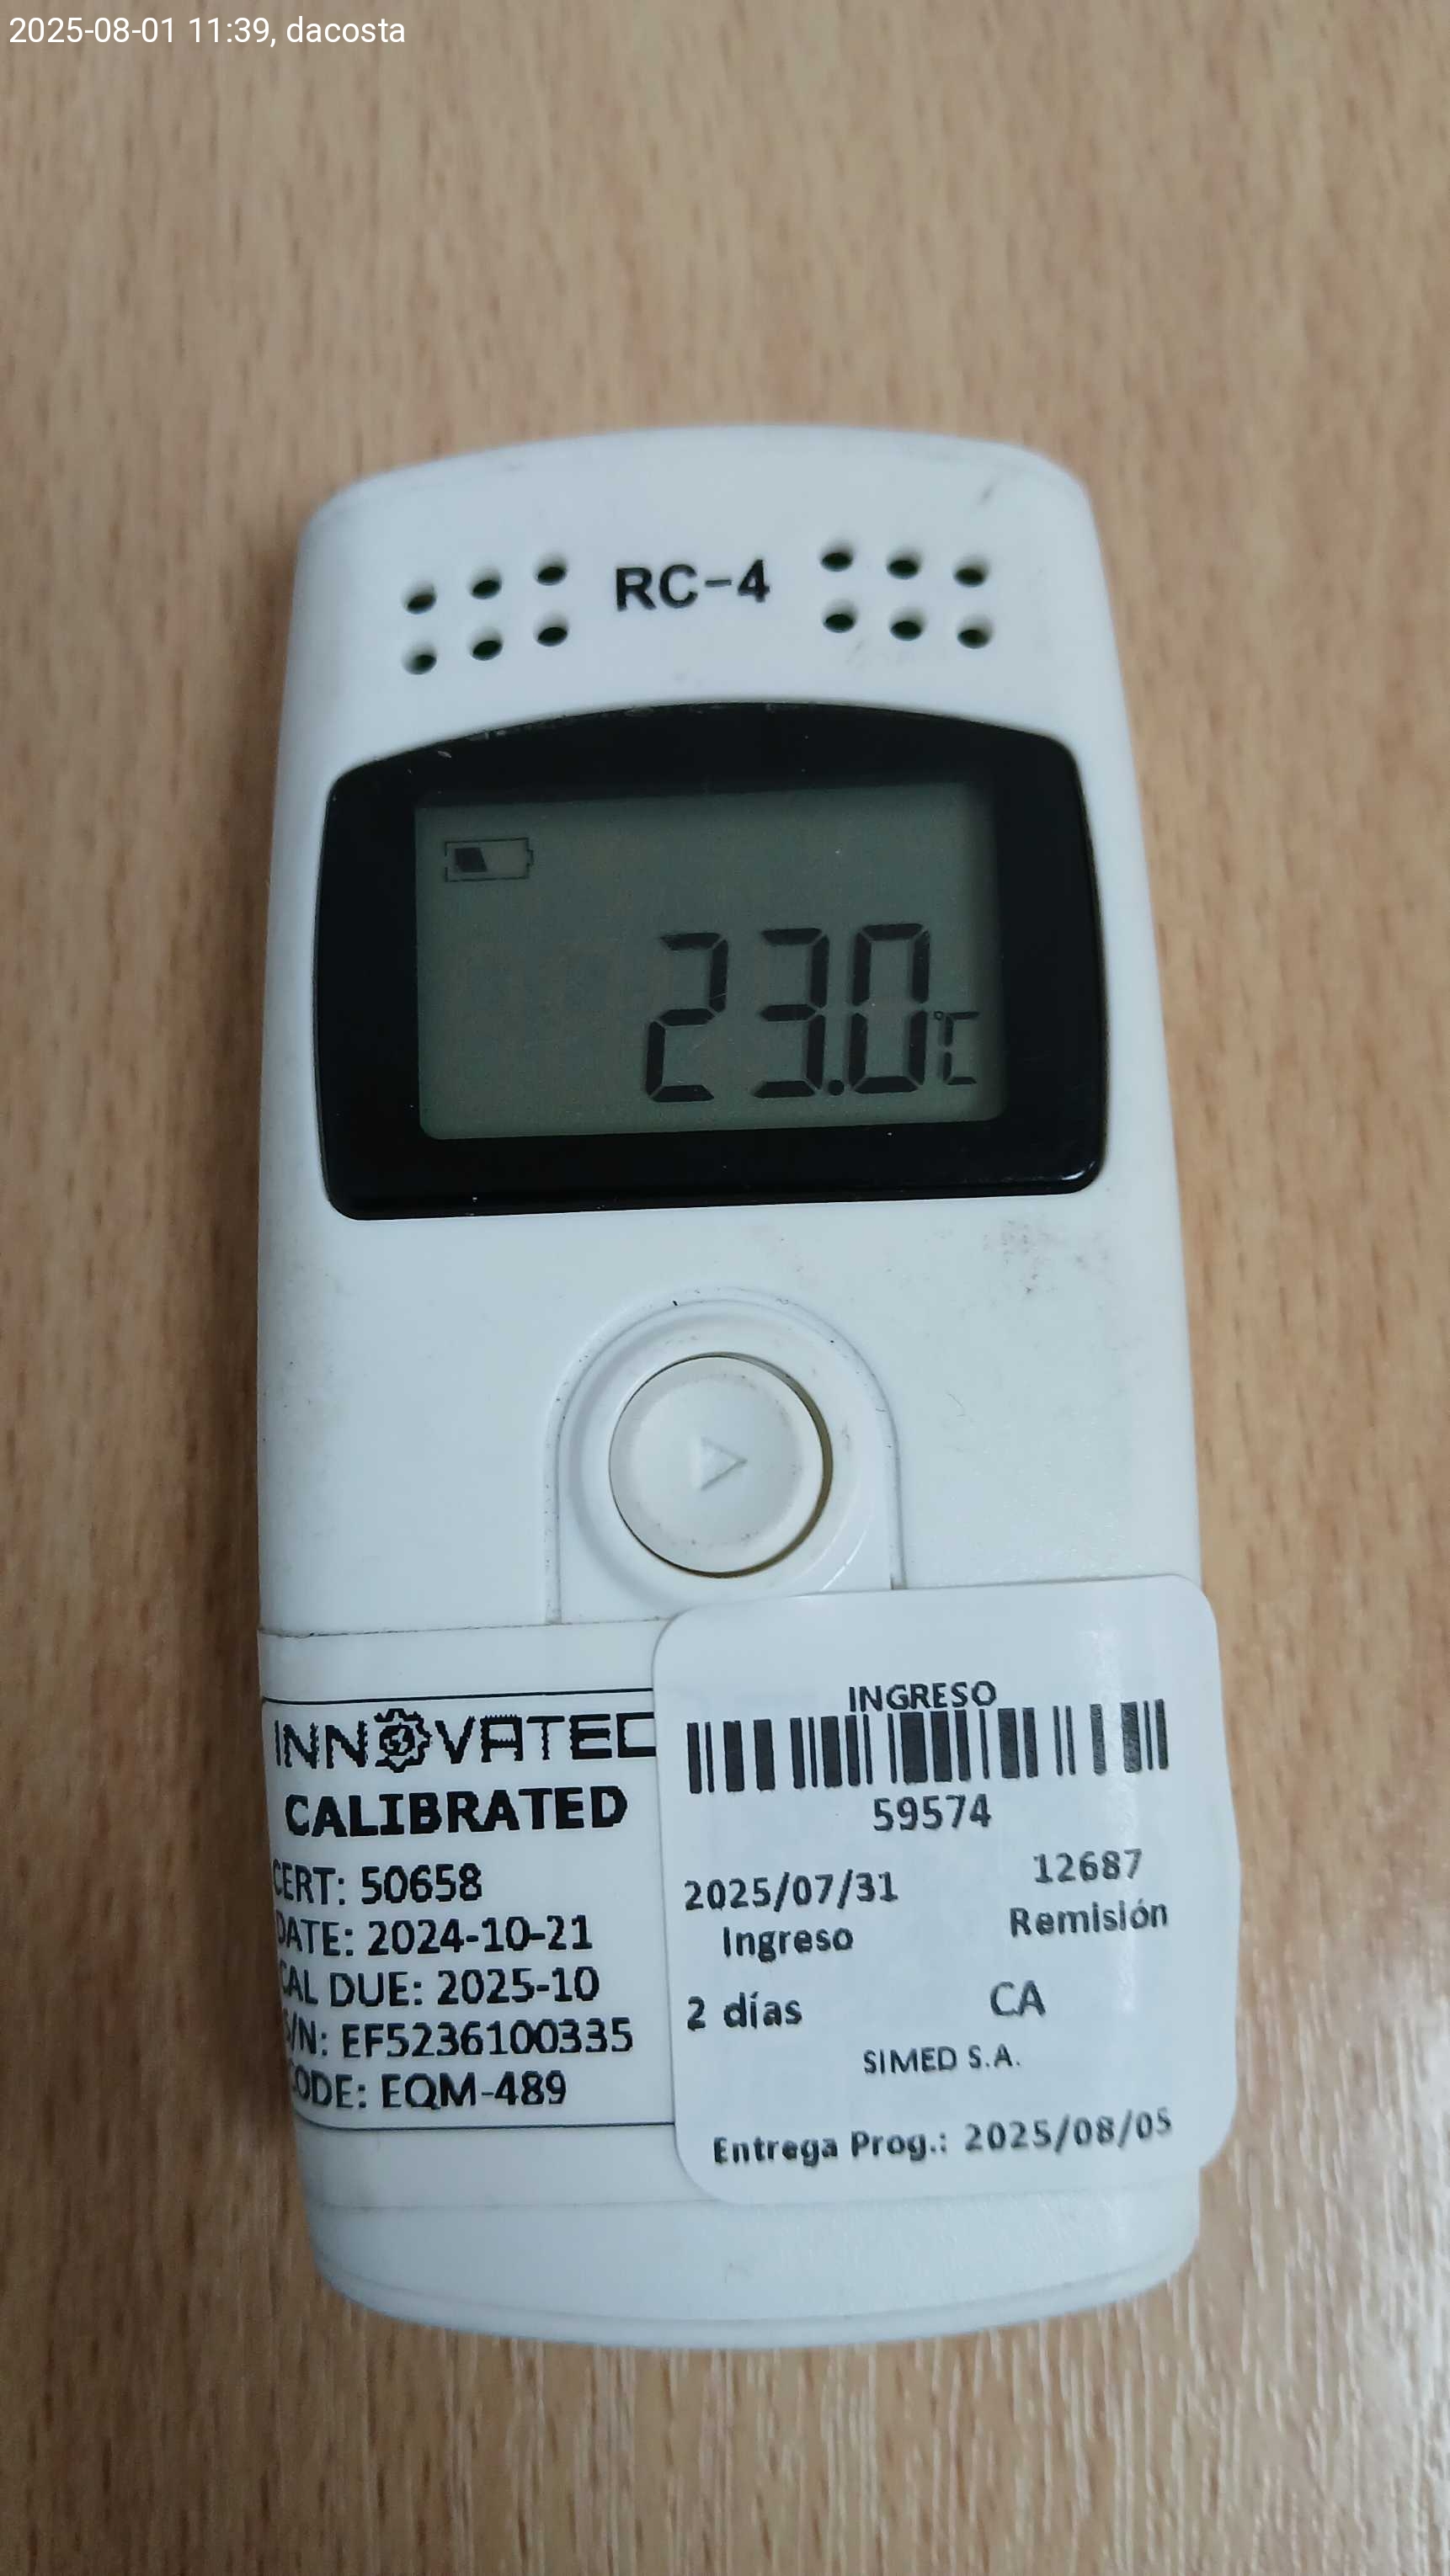 2025-08-01 11:39, dacosta
RC-4
23.0°C
INNOVATEC
CALIBRATED
CERT: 50658
DATE: 2024-10-21
CAL DUE: 2025-10
S/N: EF5236100335
CODE: EQM-489
INGRESO
59574
2025/07/31 12687
Ingreso Remisión
2 días CA
SIMED S.A.
Entrega Prog.: 2025/08/05